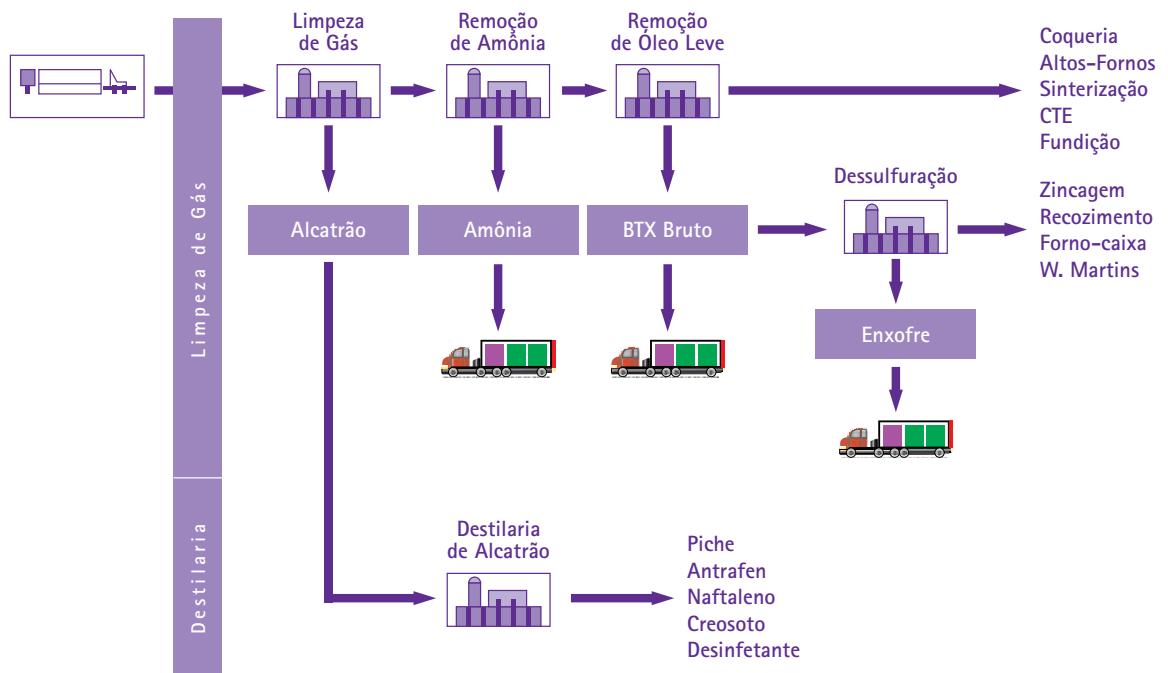 Limpeza
de Gás
Remoção
de Amônia
Remoção
de Óleo Leve
Coqueria
Altos-Fornos
Sinterização
CTE
Fundição
Limpeza de Gás
Alcatrão
Amônia
BTX Bruto
Dessulfuração
Zincagem
Recozimento
Forno-caixa
W. Martins
Enxofre
Destilaria
Destilaria
de Alcatrão
Piche
Antrafen
Naftaleno
Creosoto
Desinfetante